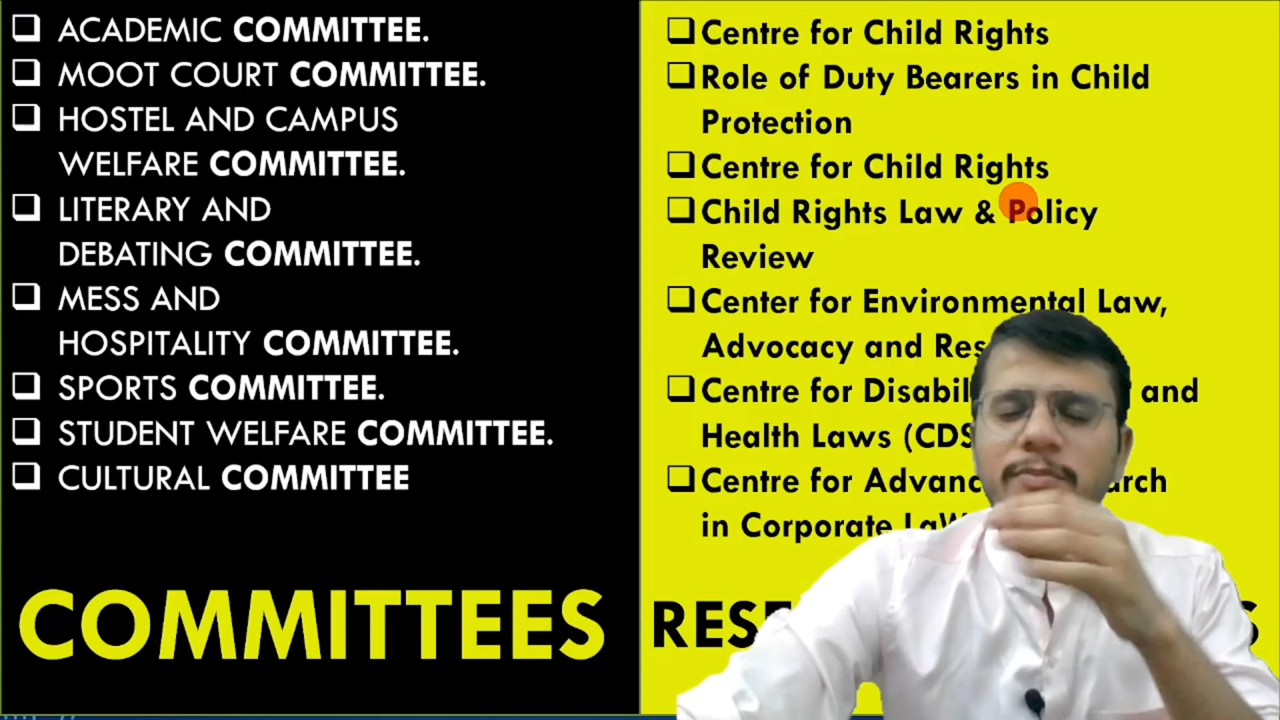 ACADEMIC COMMITTEE.
MOOT COURT COMMITTEE.
HOSTEL AND CAMPUS
WELFARE COMMITTEE.
LITERARY AND
DEBATING COMMITTEE.
MESS AND
HOSPITALITY COMMITTEE.
SPORTS COMMITTEE.
STUDENT WELFARE COMMITTEE.
CULTURAL COMMITTEE
COMMITTEES
Centre for Child Rights
Role of Duty Bearers in Child
Protection
Centre for Child Rights
Child Rights Law & Policy
Review
Center for Environmental Law,
Advocacy and
Centre for and
Health Laws
Centre for
in Corporate LaW